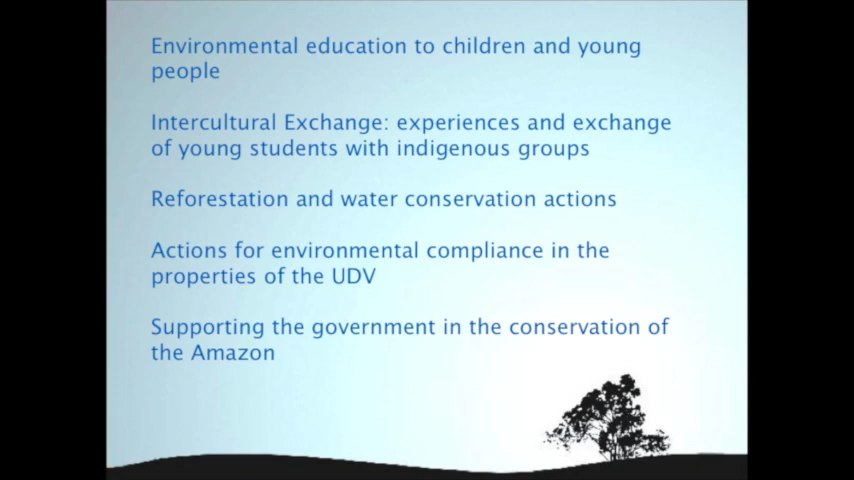 Environmental education to children and young
people
Intercultural Exchange: experiences and exchange
of young students with indigenous groups
Reforestation and water conservation actions
Actions for environmental compliance in the
properties of the UDV
Supporting the government in the conservation of
the Amazon